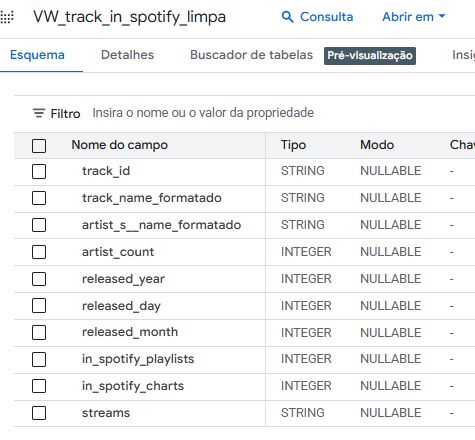 VW_track_in_spotify_limpa Consulta Abrir em
Esquema Detalhes Buscador de tabelas Pré-visualização Insi
Filtro Insira o nome ou o valor da propriedade
Nome do campo Tipo Modo Cha
track_id STRING NULLABLE -
track_name_formatado STRING NULLABLE -
artist_s__name_formatado STRING NULLABLE -
artist_count INTEGER NULLABLE -
released_year INTEGER NULLABLE -
released_day INTEGER NULLABLE -
released_month INTEGER NULLABLE -
in_spotify_playlists INTEGER NULLABLE -
in_spotify_charts INTEGER NULLABLE -
streams STRING NULLABLE -